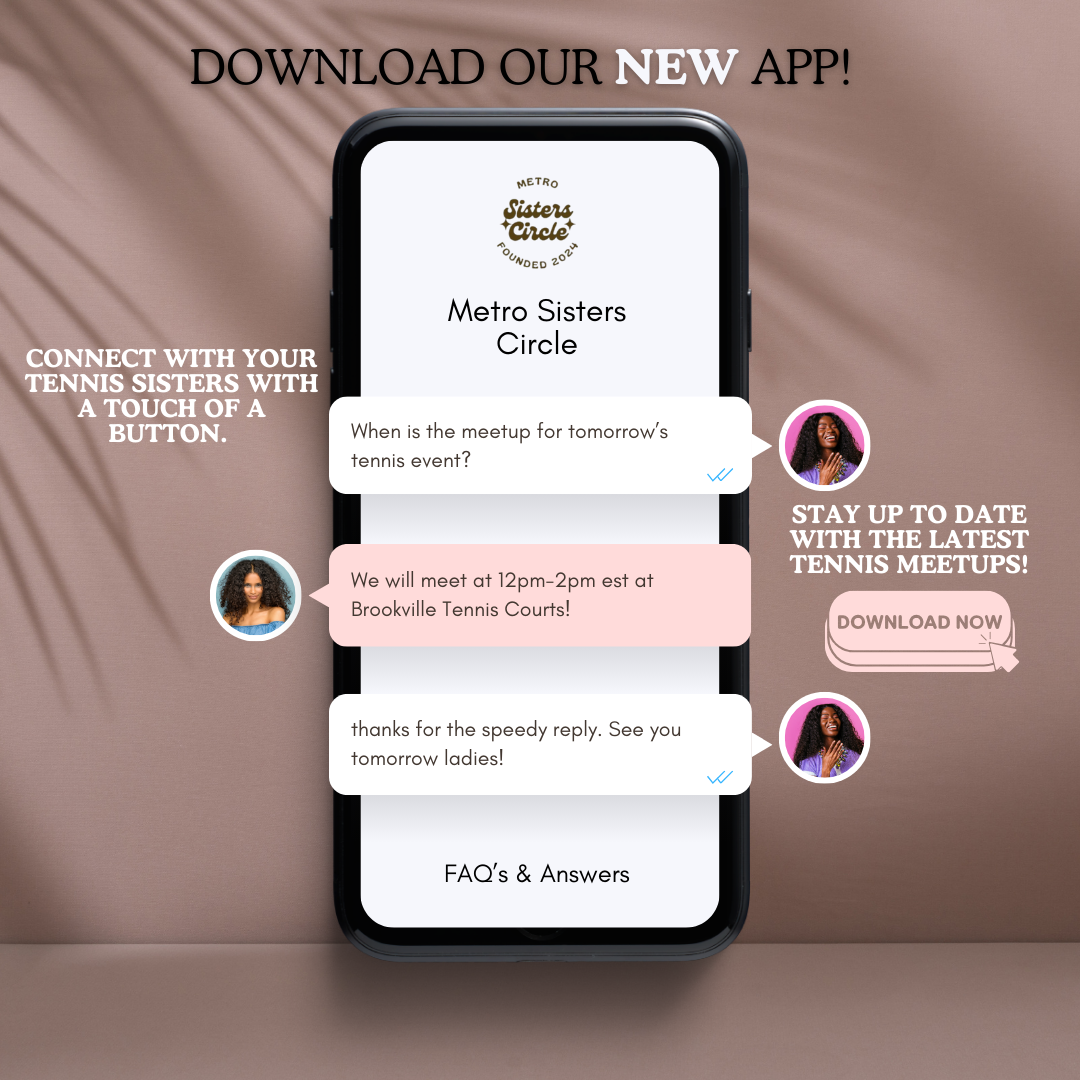 DOWNLOAD OUR NEW APP!
METRO
Sisters
Circle
FOUNDED 2024
Metro Sisters
Circle
CONNECT WITH YOUR
TENNIS SISTERS WITH
A TOUCH OF A
BUTTON.
When is the meetup for tomorrow's
tennis event?
STAY UP TO DATE
WITH THE LATEST
TENNIS MEETUPS!
We will meet at 12pm-2pm est at
Brookville Tennis Courts!
DOWNLOAD NOW
thanks for the speedy reply. See you
tomorrow ladies!
FAQ's & Answers